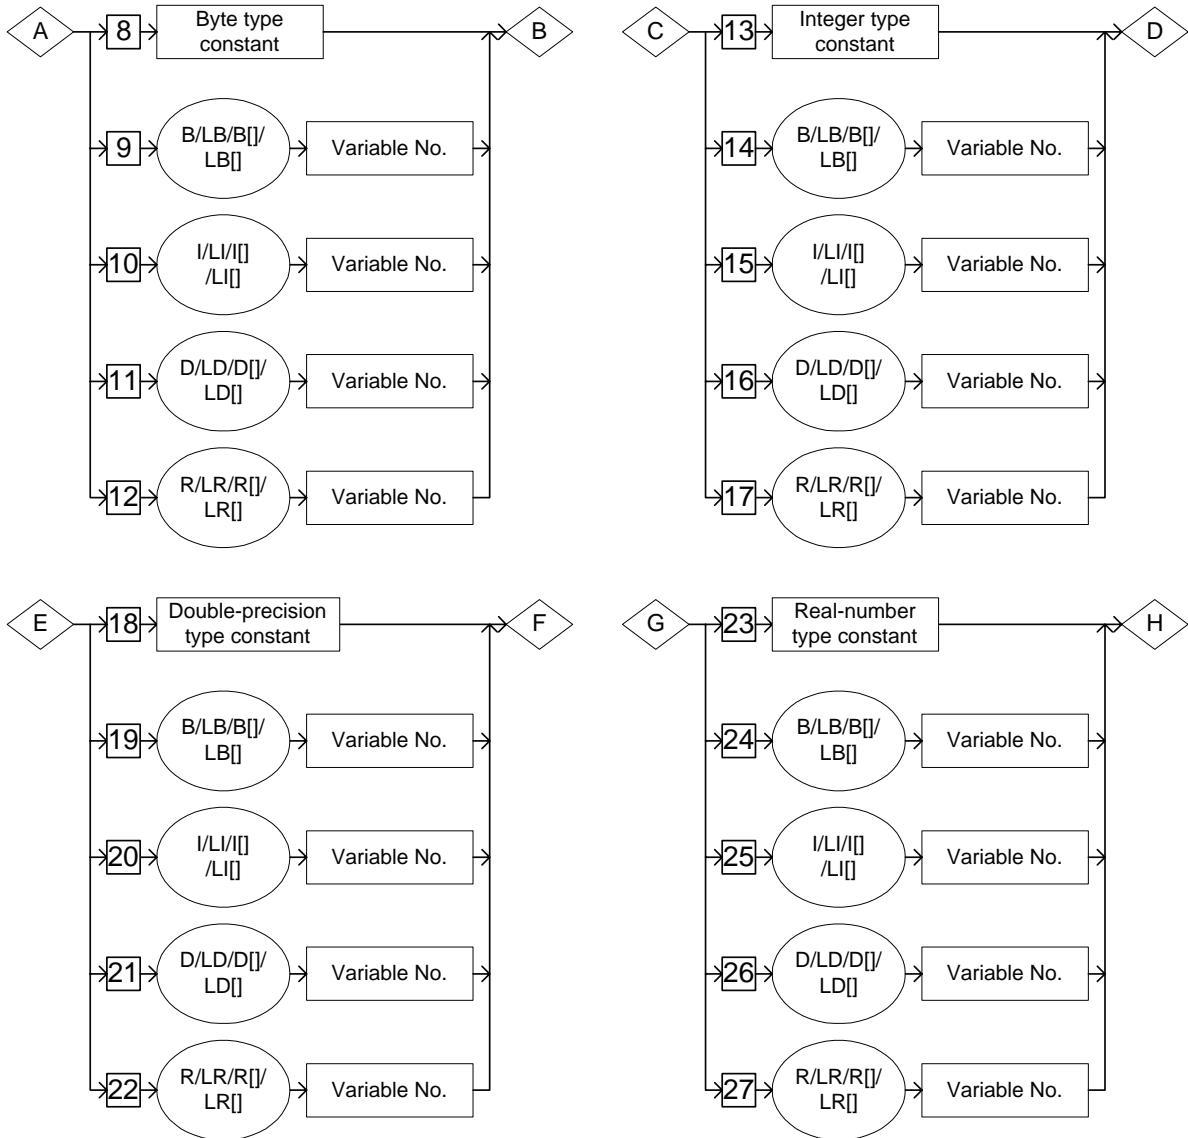 A
8
Byte type
constant
B
9
B/LB/B[]/
LB[]
Variable No.
10
I/LI/I[]
/LI[]
Variable No.
11
D/LD/D[]/
LD[]
Variable No.
12
R/LR/R[]/
LR[]
Variable No.
C
13
Integer type
constant
D
14
B/LB/B[]/
LB[]
Variable No.
15
I/LI/I[]
/LI[]
Variable No.
16
D/LD/D[]/
LD[]
Variable No.
17
R/LR/R[]/
LR[]
Variable No.
E
18
Double-precision
type constant
F
19
B/LB/B[]/
LB[]
Variable No.
20
I/LI/I[]
/LI[]
Variable No.
21
D/LD/D[]/
LD[]
Variable No.
22
R/LR/R[]/
LR[]
Variable No.
G
23
Real-number
type constant
H
24
B/LB/B[]/
LB[]
Variable No.
25
I/LI/I[]
/LI[]
Variable No.
26
D/LD/D[]/
LD[]
Variable No.
27
R/LR/R[]/
LR[]
Variable No.